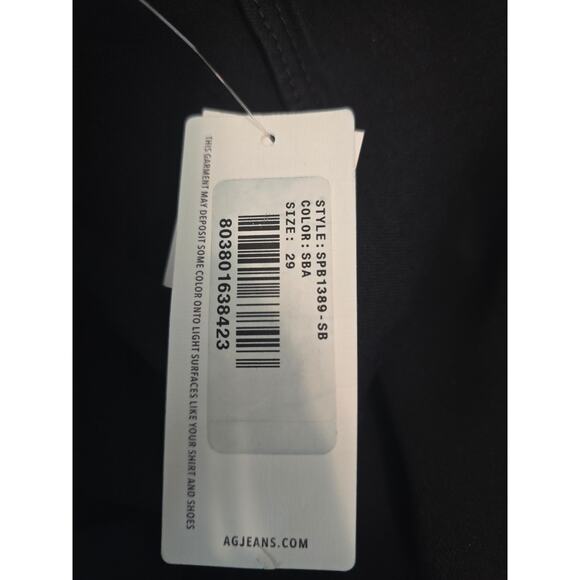 STYLE: SPB1389-SB
COLOR: SBA
SIZE: 29
803801638423
THIS GARMENT MAY DEPOSIT SOME COLOR ONTO LIGHT SURFACES LIKE YOUR SHIRT AND SHOES
AGJEANS.COM